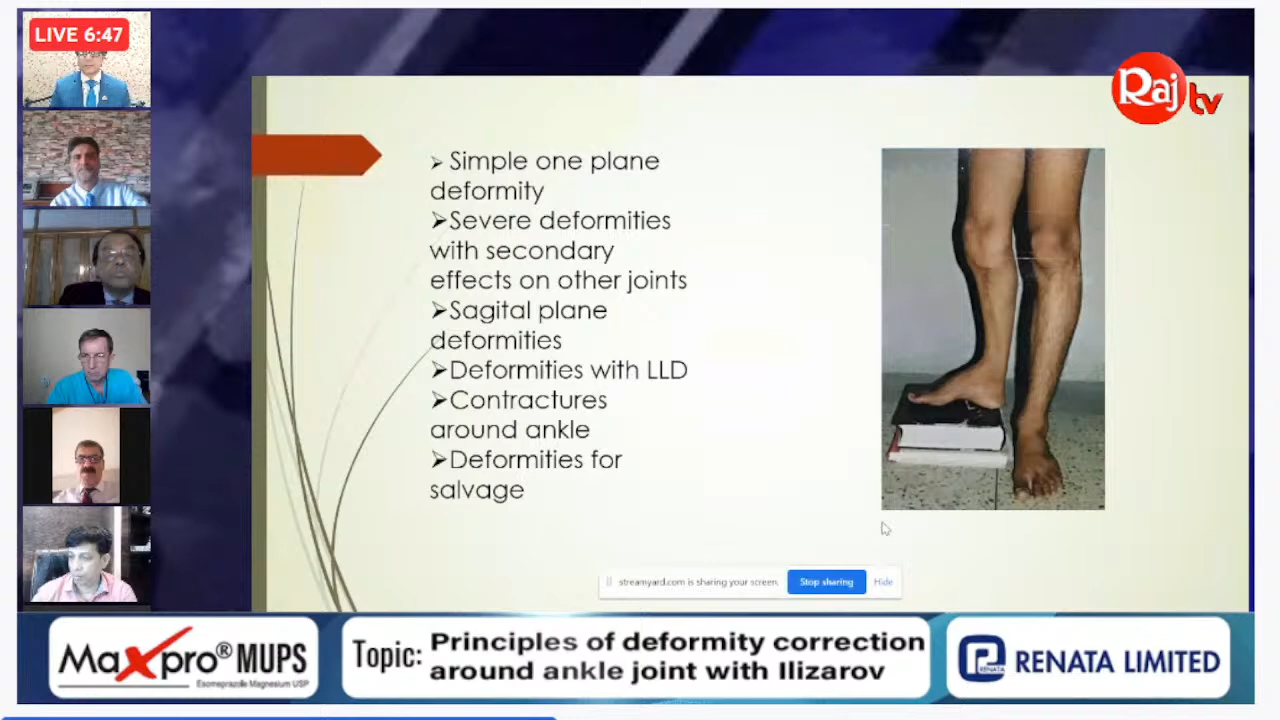 LIVE 6:47
Raj tv
➢ Simple one plane
deformity
➢Severe deformities
with secondary
effects on other joints
➢Sagital plane
deformities
➢Deformities with LLD
➢Contractures
around ankle
➢Deformities for
salvage
streamyard.com is sharing your screen.
Stop sharing
Hide
Maxpro® MUPS
Esomeprazole Magnesium USP
Topic:
Principles of deformity correction
around ankle joint with Ilizarov
RENATA
RENATA LIMITED